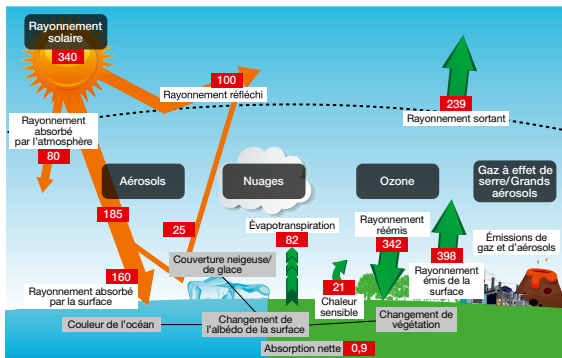 Rayonnement
solaire
340
100
Rayonnement réfléchi
239
Rayonnement sortant
Rayonnement
absorbé
par l'atmosphère
80
Aérosols
Nuages
Ozone
Gaz à effet de
serre/Grands
aérosols
185
25
Évapotranspiration
82
Rayonnement
réémis
342
398
Rayonnement
émis de la
surface
Émissions de
gaz et d'aérosols
Couverture neigeuse/
de glace
160
Rayonnement absorbé
par la surface
21
Chaleur
sensible
Couleur de l'océan
Changement de
l'albédo de la surface
Changement de
végétation
Absorption nette 0,9